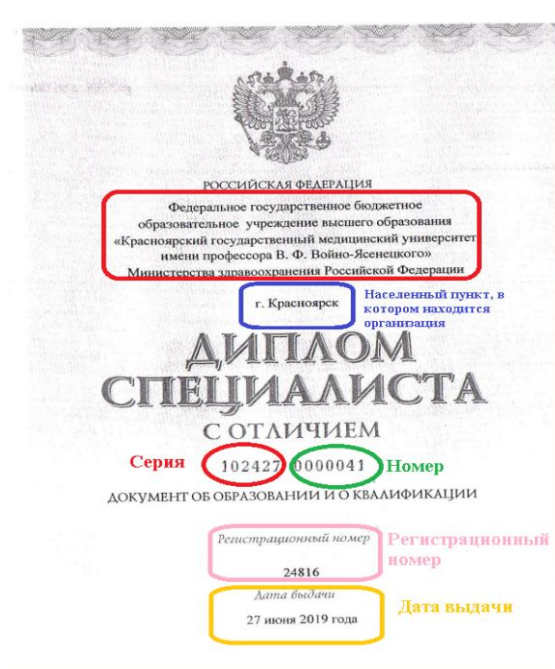 РОССИЙСКАЯ ФЕДЕРАЦИЯ
Федеральное государственное бюджетное
образовательное учреждение высшего образования
«Красноярский государственный медицинский университет
имени профессора В. Ф. Войно-Ясенецкого»
Министерства здравоохранения Российской Федерации
г. Красноярск
Населенный пункт, в
котором находится
организация
ДИПЛОМ
СПЕЦИАЛИСТА
С ОТЛИЧИЕМ
Серия 102427 0000041 Номер
ДОКУМЕНТ ОБ ОБРАЗОВАНИИ И О КВАЛИФИКАЦИИ
Регистрационный номер
Регистрационный
номер
24816
Дата выдачи
Дата выдачи
27 июня 2019 года